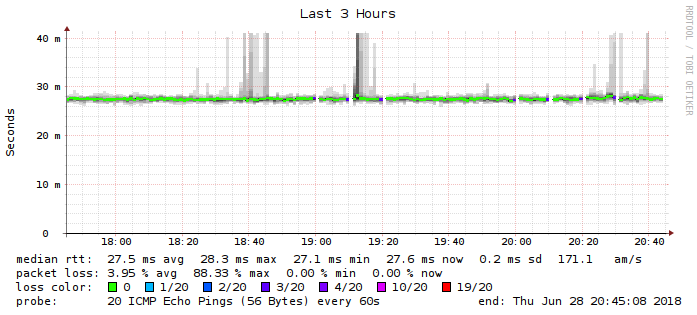 Last 3 Hours
RRDTOOL / TOBI OETIKER
Seconds
40 m
30 m
20 m
10 m
0
18:00 18:20 18:40 19:00 19:20 19:40 20:00 20:20 20:40
median rtt: 27.5 ms avg 28.3 ms max 27.1 ms min 27.6 ms now 0.2 ms sd 171.1 am/s
packet loss: 3.95 % avg 88.33 % max 0.00 % min 0.00 % now
loss color: 0 1/20 2/20 3/20 4/20 10/20 19/20
probe: 20 ICMP Echo Pings (56 Bytes) every 60s end: Thu Jun 28 20:45:08 2018